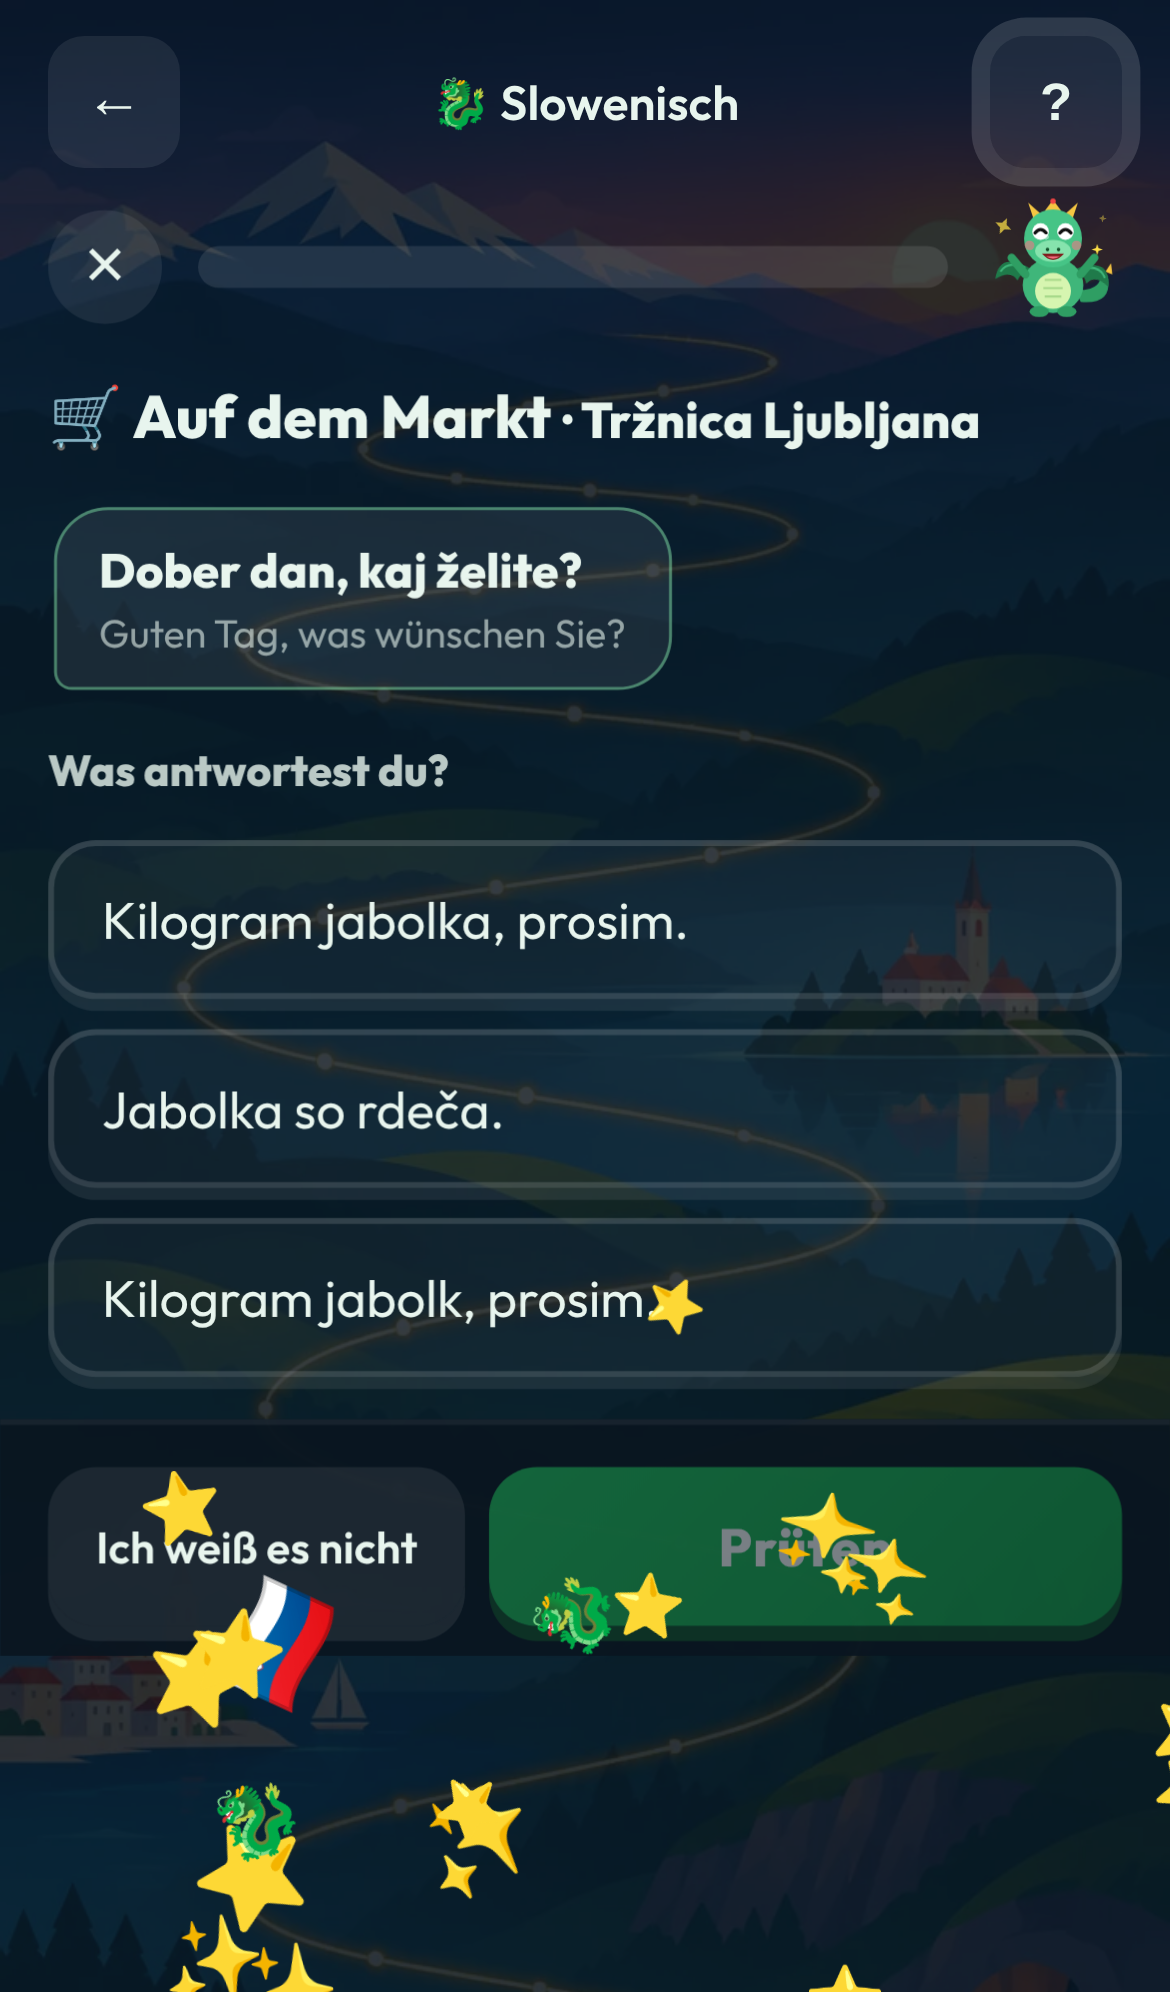 ←
Slowenisch
?
×
Auf dem Markt · Tržnica Ljubljana
Dober dan, kaj želite?
Guten Tag, was wünschen Sie?
Was antwortest du?
Kilogram jabolka, prosim.
Jabolka so rdeča.
Kilogram jabolk, prosim.
Ich weiß es nicht
Prüfen